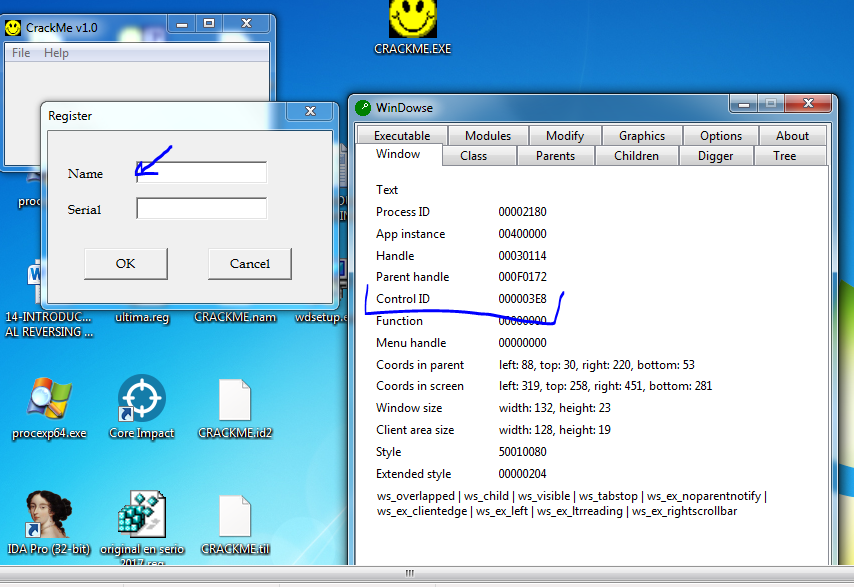 CrackMe v1.0
File Help
CRACKME.EXE
Register
Name
Serial
OK Cancel
WinDowse
Executable Modules Modify Graphics Options About
Window Class Parents Children Digger Tree
Text
Process ID 00002180
App instance 00400000
Handle 00030114
Parent handle 000F0172
Control ID 000003E8
Function 00000000
Menu handle 00000000
Coords in parent left: 88, top: 30, right: 220, bottom: 53
Coords in screen left: 319, top: 258, right: 451, bottom: 281
Window size width: 132, height: 23
Client area size width: 128, height: 19
Style 50010080
Extended style 00000204
ws_overlapped | ws_child | ws_visible | ws_tabstop | ws_ex_noparentnotify |
ws_ex_clientedge | ws_ex_left | ws_ex_ltrreading | ws_ex_rightscrollbar
14-INTRODUC... ultima.reg CRACKME.nam wdsetup.e
AL REVERSING ...
procexp64.exe Core Impact CRACKME.id2
IDA Pro (32-bit) original en serio CRACKME.til
2017.reg